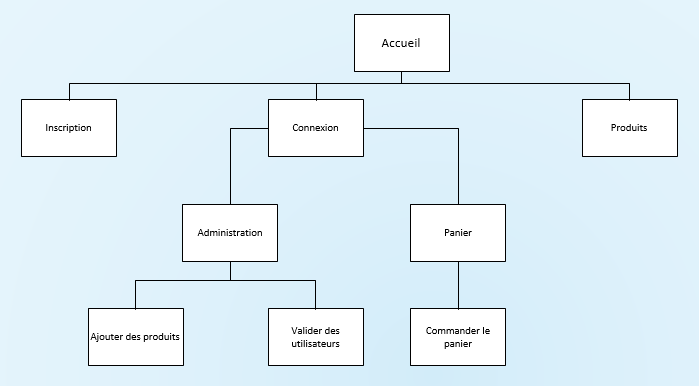 Accueil
Inscription
Connexion
Produits
Administration
Panier
Ajouter des produits
Valider des
utilisateurs
Commander le
panier